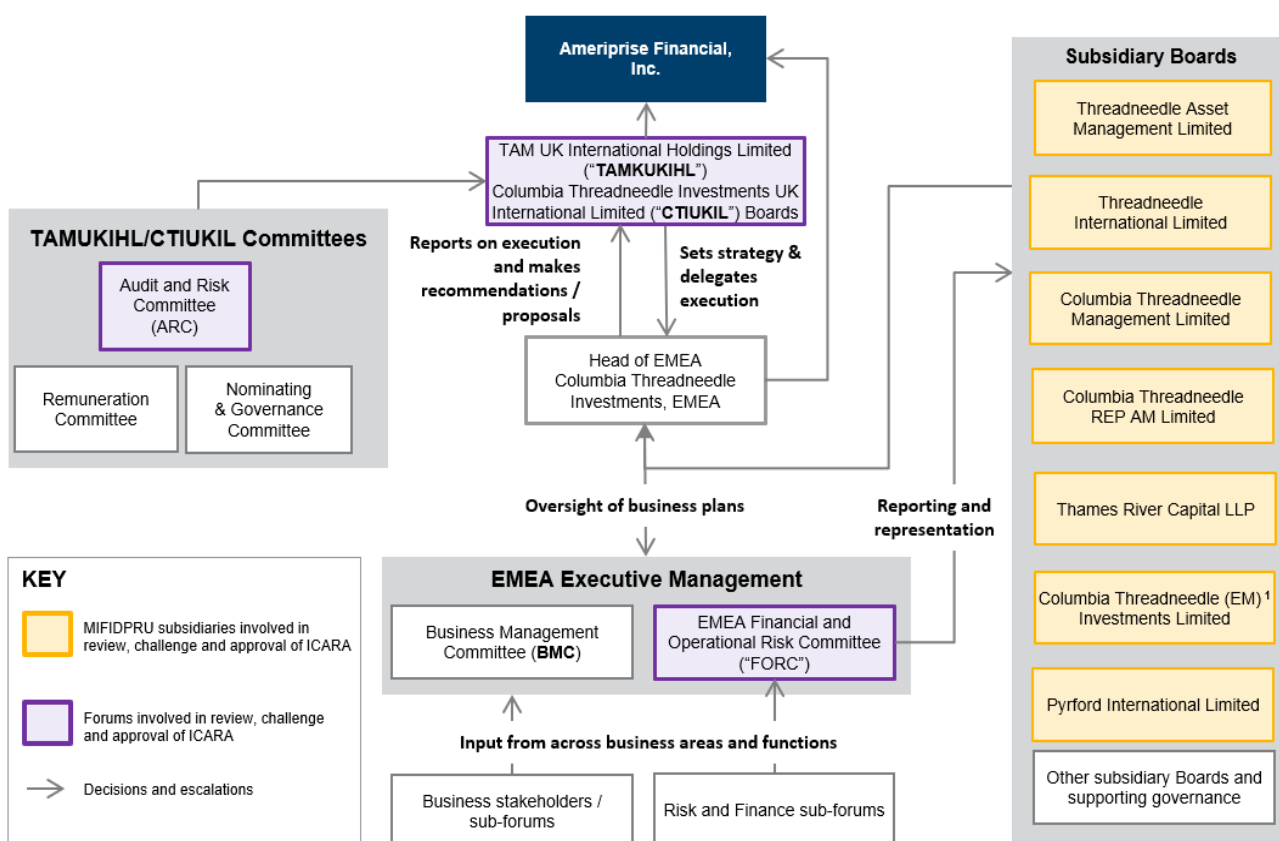 Ameriprise Financial,
Inc.
TAM UK International Holdings Limited
(“TAMKUKIHL”)
Columbia Threadneedle Investments UK
International Limited (“CTIUKIL”) Boards
TAMUKIHL/CTIUKIL Committees
Audit and Risk
Committee
(ARC)
Remuneration
Committee
Nominating
& Governance
Committee
Reports on execution
and makes
recommendations /
proposals
Sets strategy &
delegates
execution
Head of EMEA
Columbia Threadneedle
Investments, EMEA
Oversight of business plans
Reporting and
representation
EMEA Executive Management
Business Management
Committee (BMC)
EMEA Financial and
Operational Risk Committee
(“FORC”)
Input from across business areas and functions
Business stakeholders /
sub-forums
Risk and Finance sub-forums
Subsidiary Boards
Threadneedle Asset
Management Limited
Threadneedle
International Limited
Columbia Threadneedle
Management Limited
Columbia Threadneedle
REP AM Limited
Thames River Capital LLP
Columbia Threadneedle (EM) ¹
Investments Limited
Pyrford International Limited
Other subsidiary Boards and
supporting governance
KEY
MIFIDPRU subsidiaries involved in
review, challenge and approval of ICARA
Forums involved in review, challenge
and approval of ICARA
Decisions and escalations